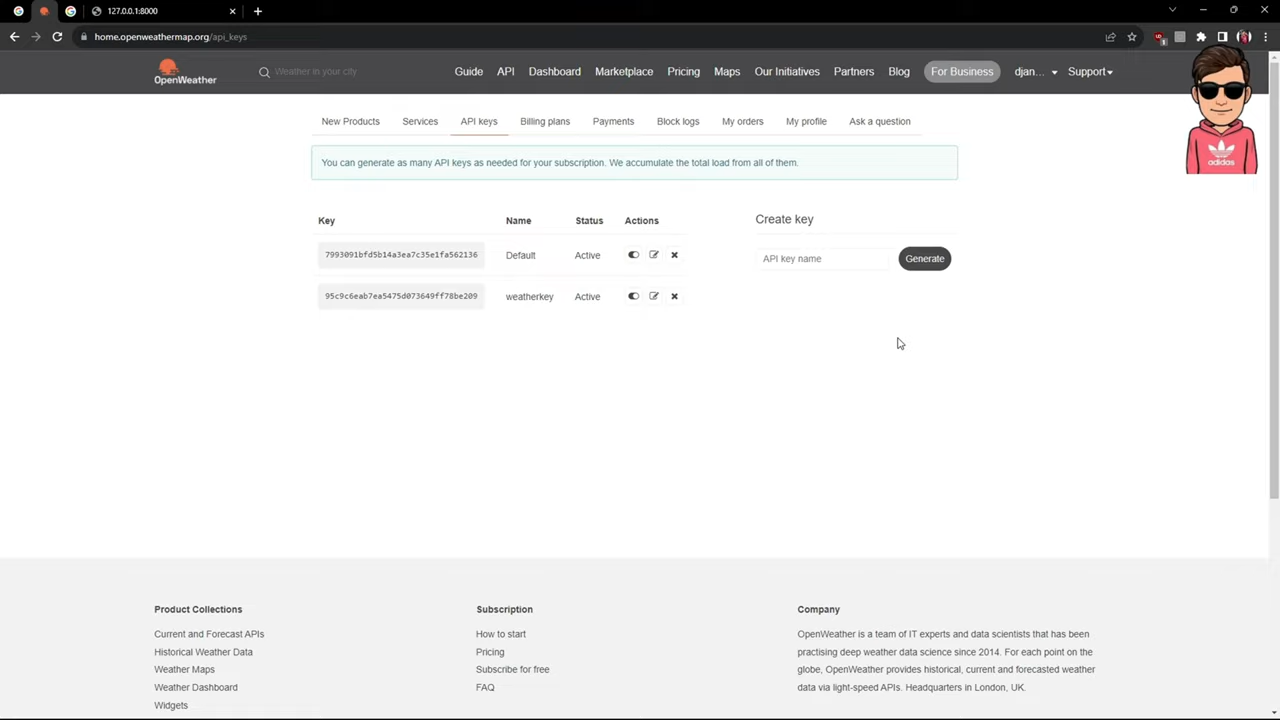 127.0.0.1:8000
home.openweathermap.org/api_keys
OpenWeather
Weather in your city
Guide API Dashboard Marketplace Pricing Maps Our Initiatives Partners Blog For Business djan... Support
New Products Services API keys Billing plans Payments Block logs My orders My profile Ask a question
You can generate as many API keys as needed for your subscription. We accumulate the total load from all of them.
Key Name Status Actions
7993091bfd5b14a3ea7c35e1fa562136 Default Active
95c9c6eab7ea5475d073649ff78be209 weatherkey Active
Create key
API key name Generate
adidas
Product Collections
Current and Forecast APIs
Historical Weather Data
Weather Maps
Weather Dashboard
Widgets
Subscription
How to start
Pricing
Subscribe for free
FAQ
Company
OpenWeather is a team of IT experts and data scientists that has been
practising deep weather data science since 2014. For each point on the
globe, OpenWeather provides historical, current and forecasted weather
data via light-speed APIs. Headquarters in London, UK.